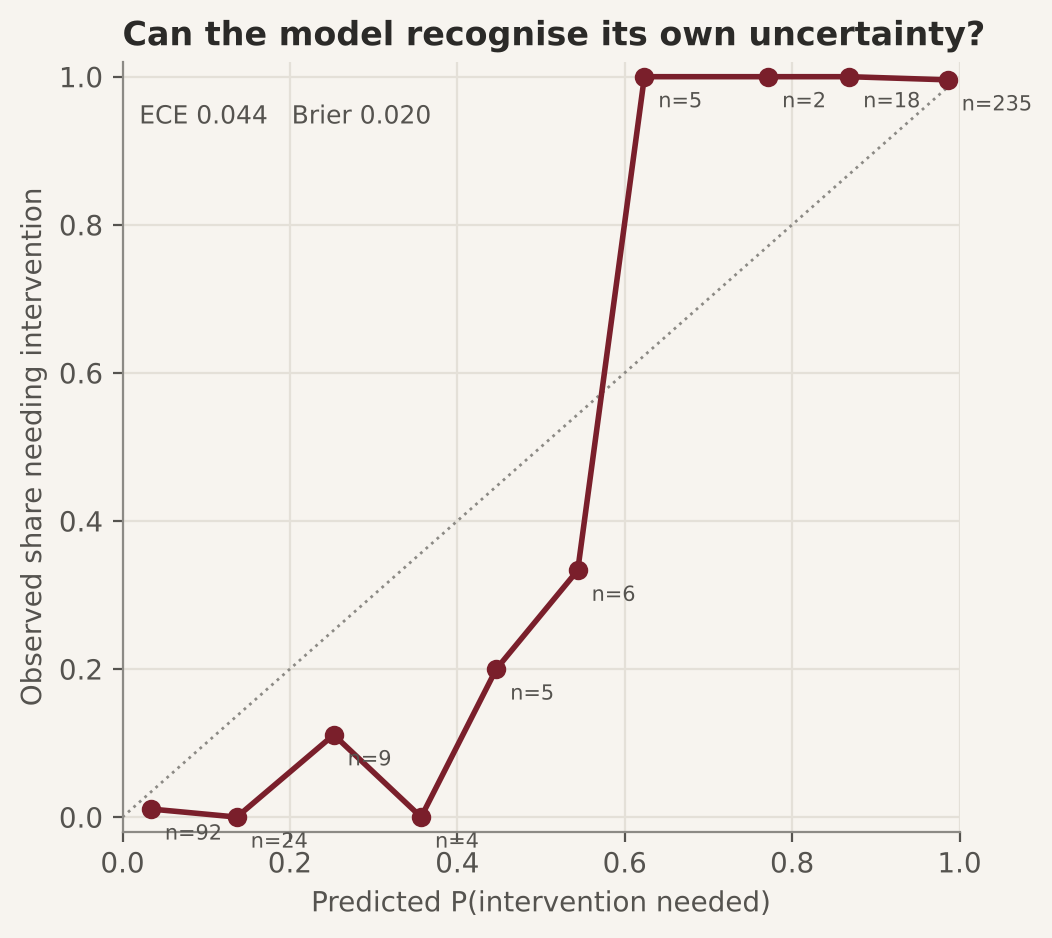 Can the model recognise its own uncertainty?
ECE 0.044 Brier 0.020
Observed share needing intervention
1.0
0.8
0.6
0.4
0.2
0.0
n=5
n=2
n=18
n=235
n=6
n=5
n=9
n=92
n=24
n=4
0.0
0.2
0.4
0.6
0.8
1.0
Predicted P(intervention needed)